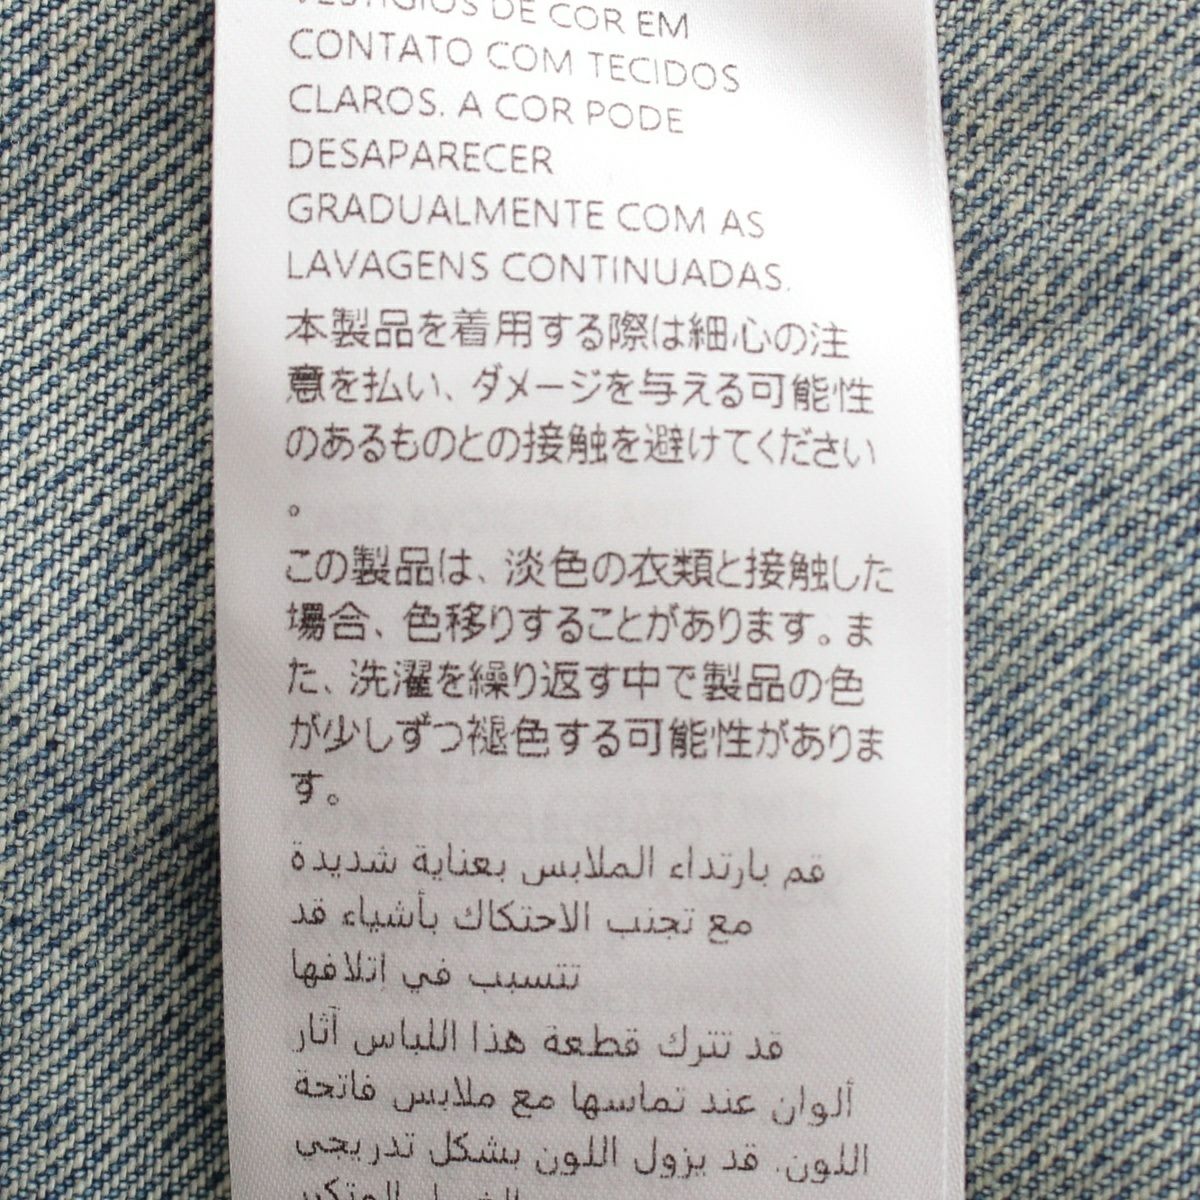 VESTÍGIOS DE COR EM
CONTATO COM TECIDOS
CLAROS. A COR PODE
DESAPARECER
GRADUALMENTE COM AS
LAVAGENS CONTINUADAS.
本製品を着用する際は細心の注
意を払い、ダメージを与える可能性
のあるものとの接触を避けてください
。
この製品は、淡色の衣類と接触した
場合、色移りすることがあります。ま
た、洗濯を繰り返す中で製品の色
が少しずつ褪色する可能性がありま
す。
قم بارتداء الملابس بعناية شديدة
مع تجنب الاحتكاك بأشياء قد
تتسبب في اتلافها
قد تترك قطعة هذا اللباس آثار
ألوان عند تماسها مع ملابس فاتحة
اللون. قد يزول اللون بشكل تدريجي